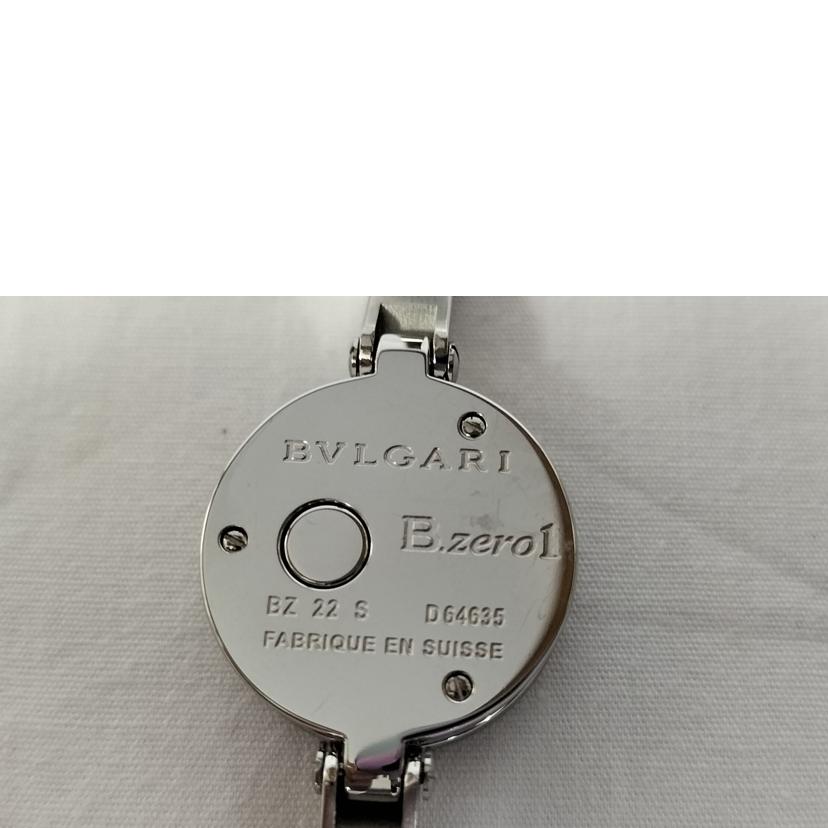 BVLGARI
B.zero1
BZ 22 S D64635
FABRIQUE EN SUISSE